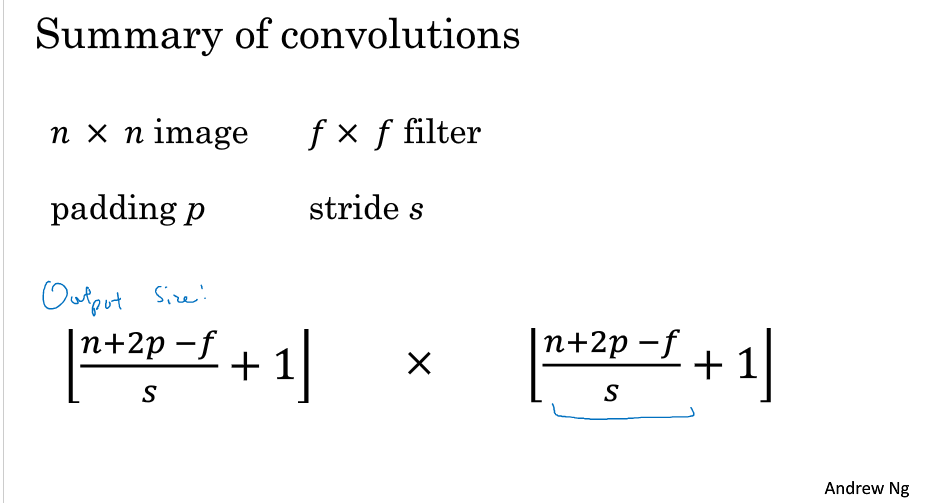 Summary of convolutions
n × n image f × f filter
padding p stride s
Output size:
⌊(n+2p −f)/s + 1⌋ × ⌊(n+2p −f)/s + 1⌋
Andrew Ng